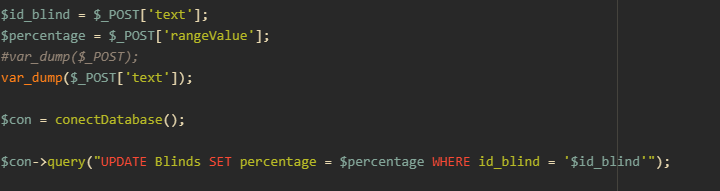 $id_blind = $_POST['text'];
$percentage = $_POST['rangeValue'];
#var_dump($_POST);
var_dump($_POST['text']);
$con = conectDatabase();
$con->query("UPDATE Blinds SET percentage = $percentage WHERE id_blind = '$id_blind'");